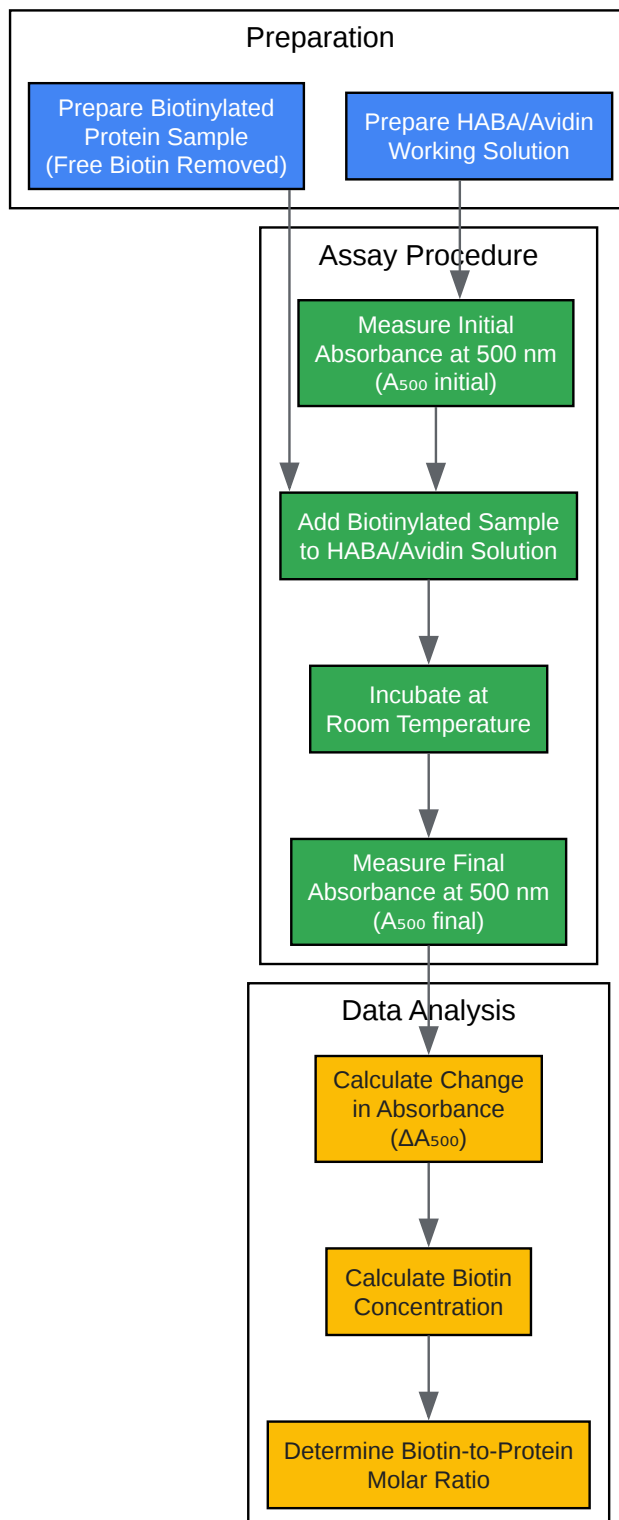 Preparation
Prepare Biotinylated
Protein Sample
(Free Biotin Removed)
Prepare HABA/Avidin
Working Solution
Assay Procedure
Measure Initial
Absorbance at 500 nm
(A₅₀₀ initial)
Add Biotinylated Sample
to HABA/Avidin Solution
Incubate at
Room Temperature
Measure Final
Absorbance at 500 nm
(A₅₀₀ final)
Data Analysis
Calculate Change
in Absorbance
(ΔA₅₀₀)
Calculate Biotin
Concentration
Determine Biotin-to-Protein
Molar Ratio